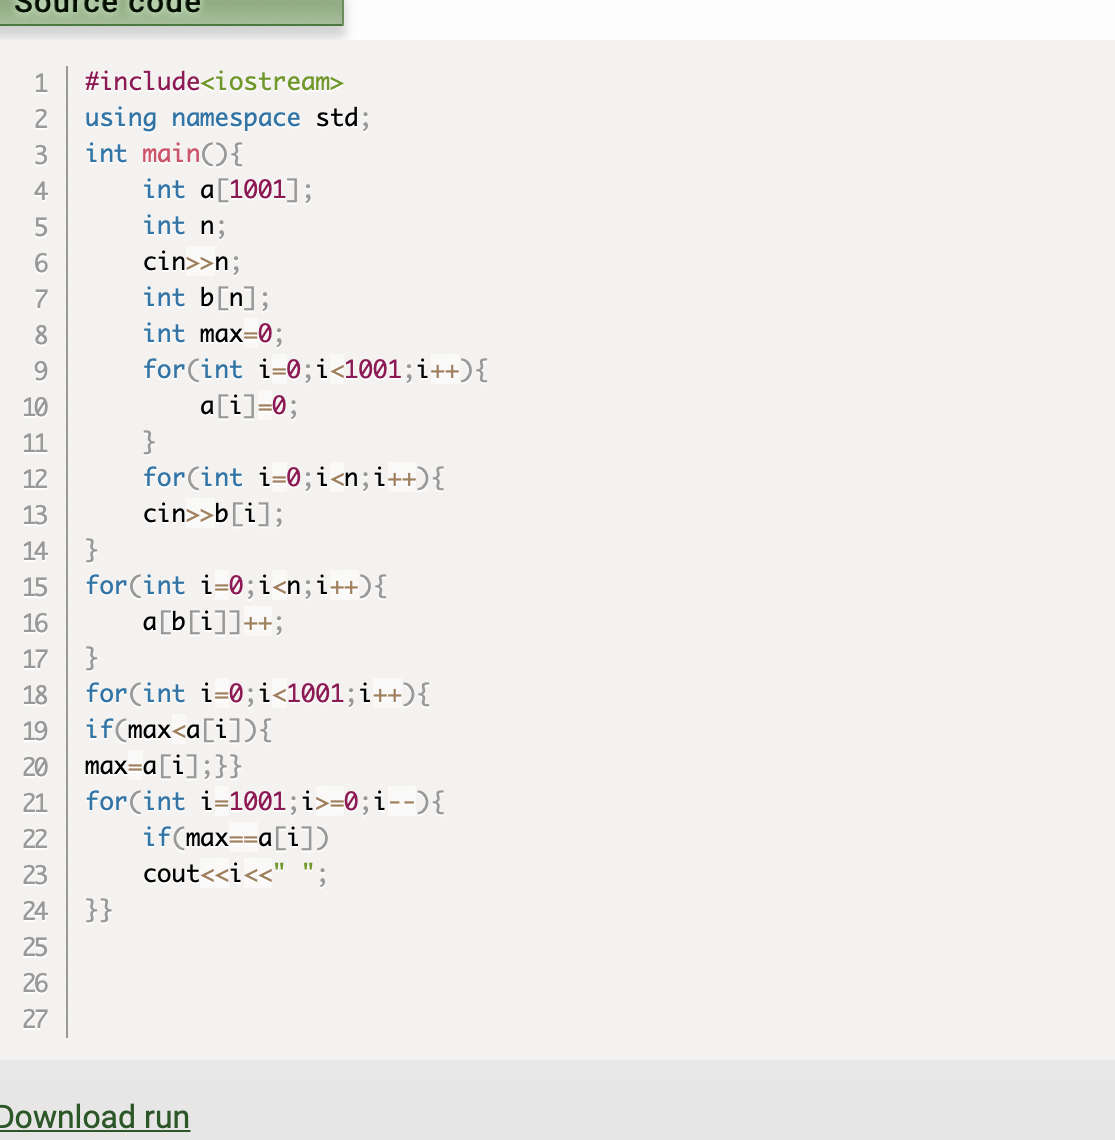 Source code
1 #include<iostream>
2 using namespace std;
3 int main(){
4     int a[1001];
5     int n;
6     cin>>n;
7     int b[n];
8     int max=0;
9     for(int i=0;i<1001;i++){
10         a[i]=0;
11     }
12     for(int i=0;i<n;i++){
13     cin>>b[i];
14 }
15 for(int i=0;i<n;i++){
16     a[b[i]]++;
17 }
18 for(int i=0;i<1001;i++){
19 if(max<a[i]){
20 max=a[i];}}
21 for(int i=1001;i>=0;i--){
22     if(max==a[i])
23     cout<<i<<" ";
24 }}
25
26
27
Download run